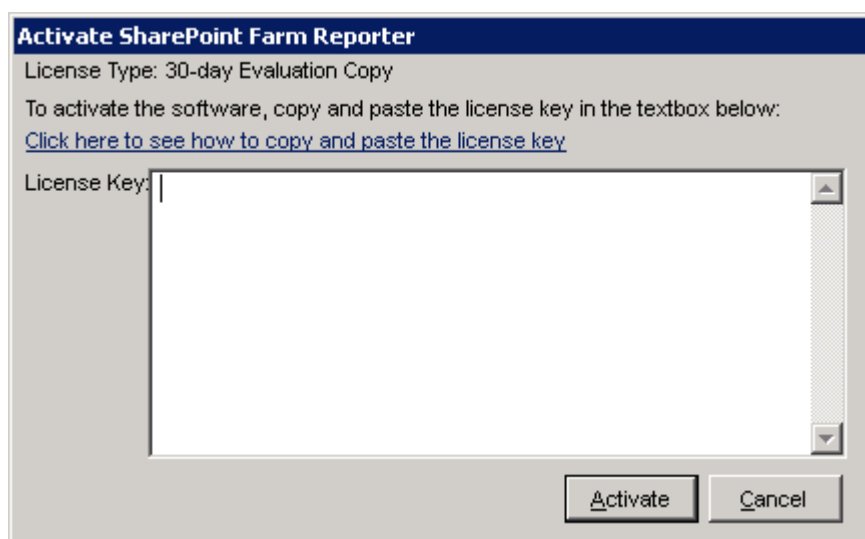 Activate SharePoint Farm Reporter
License Type: 30-day Evaluation Copy
To activate the software, copy and paste the license key in the textbox below:
Click here to see how to copy and paste the license key
License Key:
Activate Cancel